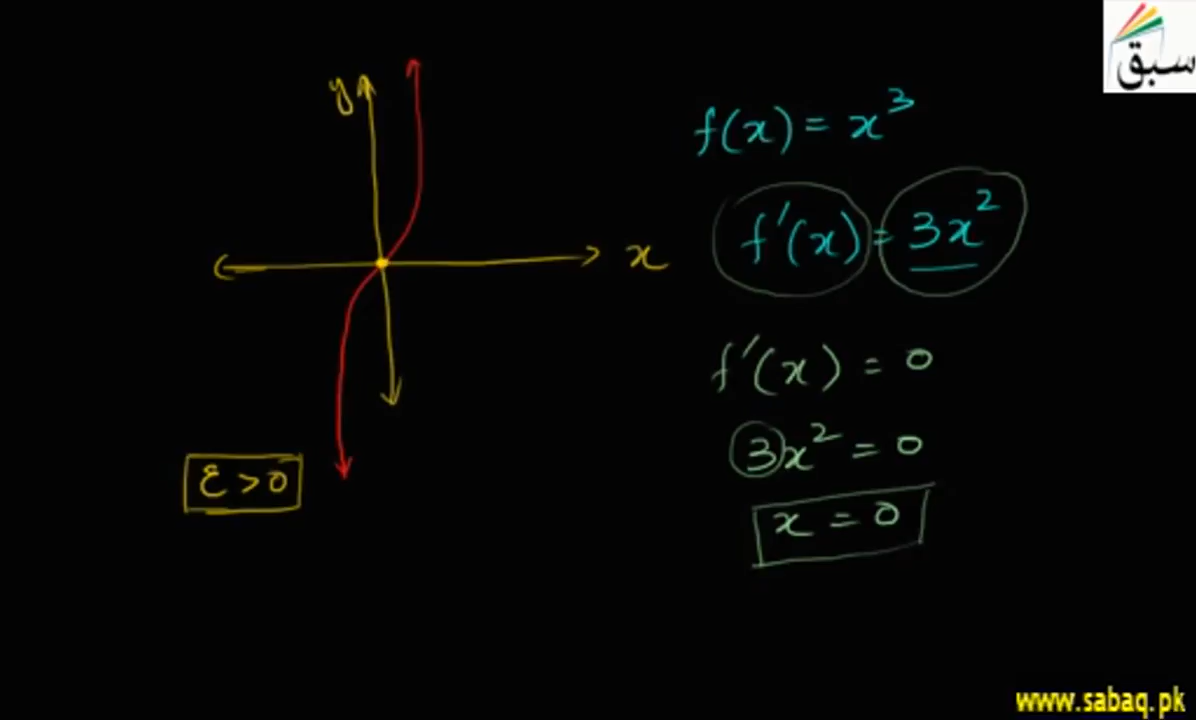 سبق
y
f(x) = x³
f'(x) = 3x²
x
f'(x) = 0
3x² = 0
ε > 0
x = 0
www.sabaq.pk